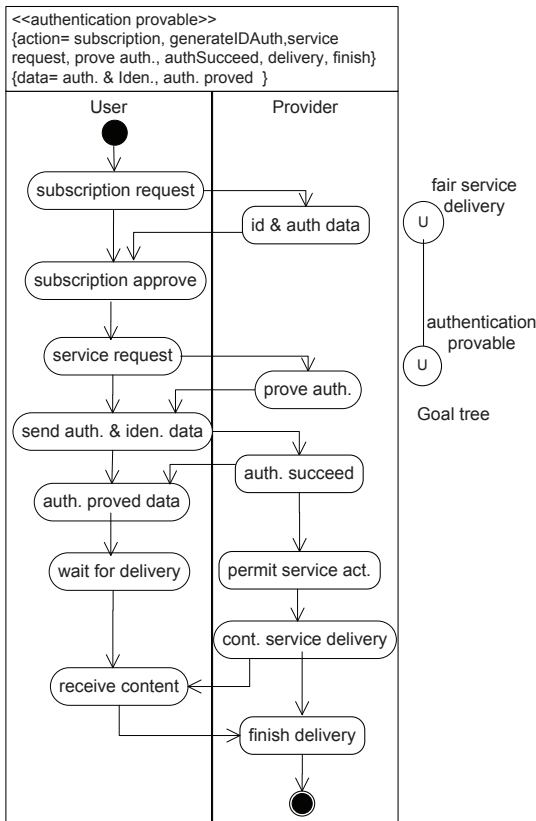 <<authentication provable>>
{action= subscription, generateIDAuth,service
request, prove auth., authSucceed, delivery, finish}
{data= auth. & Iden., auth. proved }
User
Provider
subscription request
id & auth data
subscription approve
service request
prove auth.
send auth. & iden. data
auth. succeed
auth. proved data
wait for delivery
permit service act.
cont. service delivery
receive content
finish delivery
fair service
delivery
U
authentication
provable
U
Goal tree